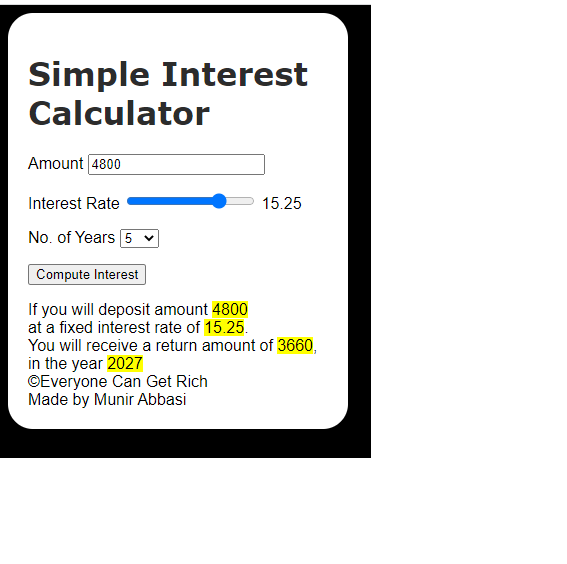 Simple Interest
Calculator
Amount 4800
Interest Rate 15.25
No. of Years 5
Compute Interest
If you will deposit amount 4800
at a fixed interest rate of 15.25.
You will receive a return amount of 3660,
in the year 2027
©Everyone Can Get Rich
Made by Munir Abbasi